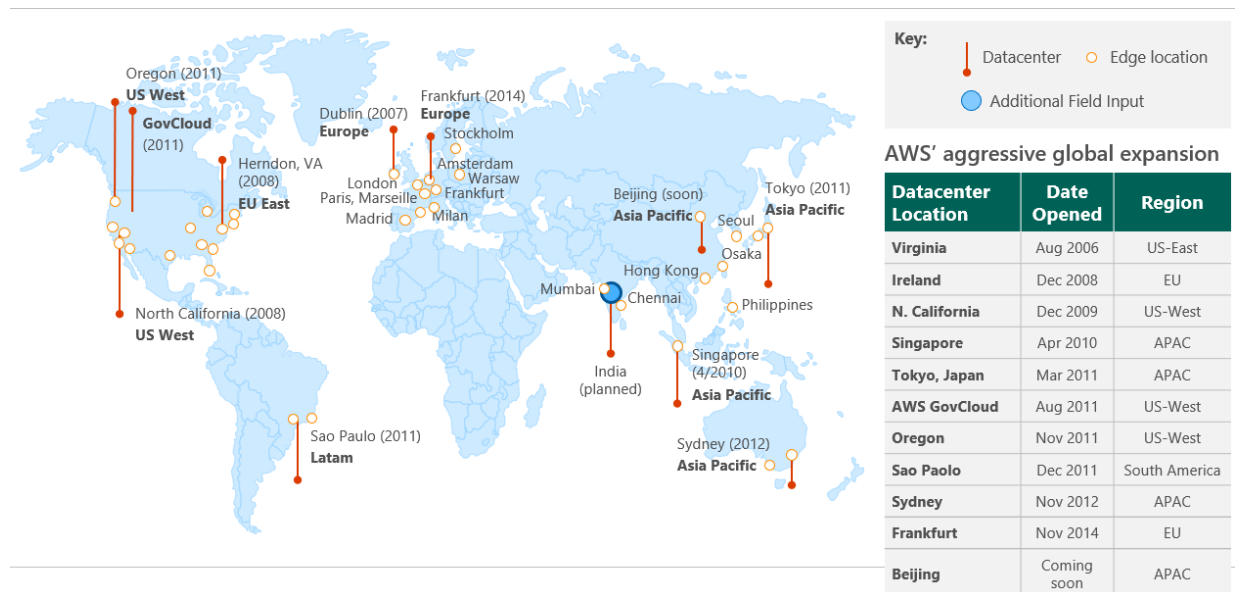 Oregon (2011)
US West
GovCloud
(2011)
Herndon, VA
(2008)
EU East
North California (2008)
US West
Sao Paulo (2011)
Latam
Dublin (2007)
Europe
Frankfurt (2014)
Europe
Stockholm
Amsterdam
Warsaw
London
Frankfurt
Paris, Marseille
Milan
Madrid
Beijing (soon)
Asia Pacific
Tokyo (2011)
Asia Pacific
Seoul
Osaka
Hong Kong
Mumbai
Chennai
Philippines
India
(planned)
Singapore
(4/2010)
Asia Pacific
Sydney (2012)
Asia Pacific
Key:
Datacenter
Edge location
Additional Field Input
AWS’ aggressive global expansion
Datacenter Location Date Opened Region
Virginia Aug 2006 US-East
Ireland Dec 2008 EU
N. California Dec 2009 US-West
Singapore Apr 2010 APAC
Tokyo, Japan Mar 2011 APAC
AWS GovCloud Aug 2011 US-West
Oregon Nov 2011 US-West
Sao Paolo Dec 2011 South America
Sydney Nov 2012 APAC
Frankfurt Nov 2014 EU
Beijing Coming soon APAC